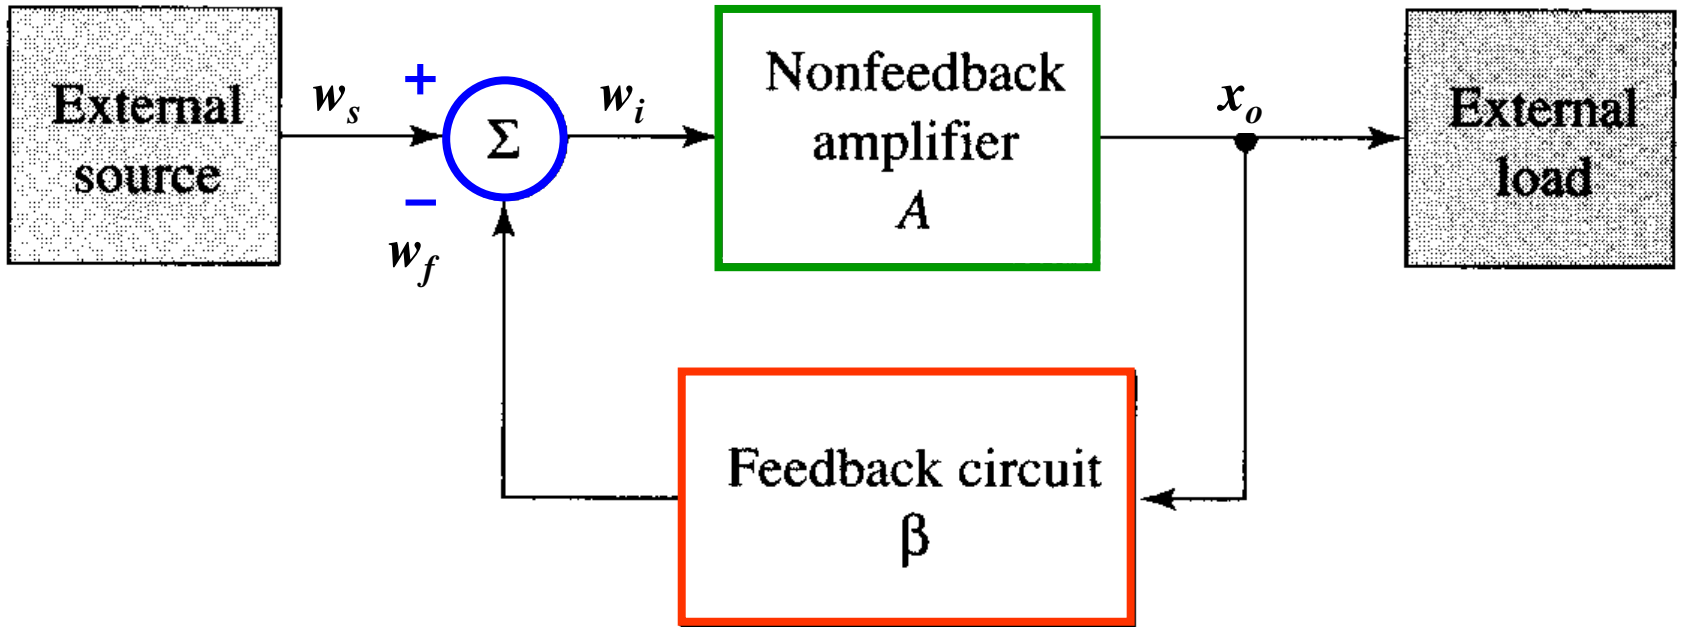 External
source
w_s
+
−
Σ
w_i
w_f
Nonfeedback
amplifier
A
x_o
External
load
Feedback circuit
β